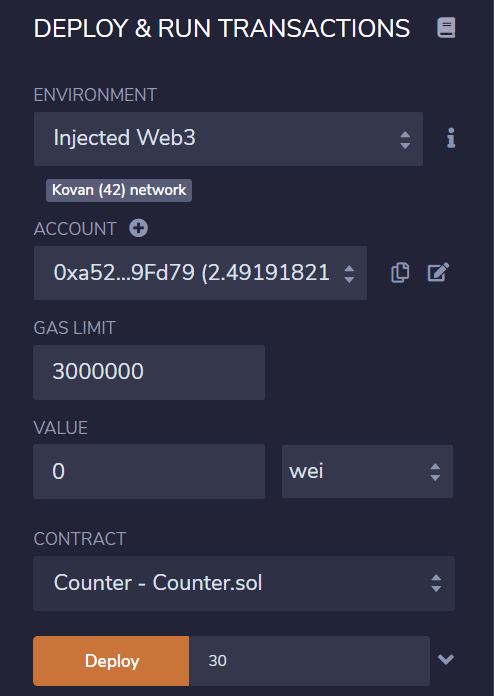 DEPLOY & RUN TRANSACTIONS
ENVIRONMENT
Injected Web3
Kovan (42) network
ACCOUNT
0xa52...9Fd79 (2.49191821
GAS LIMIT
3000000
VALUE
0 wei
CONTRACT
Counter - Counter.sol
Deploy 30